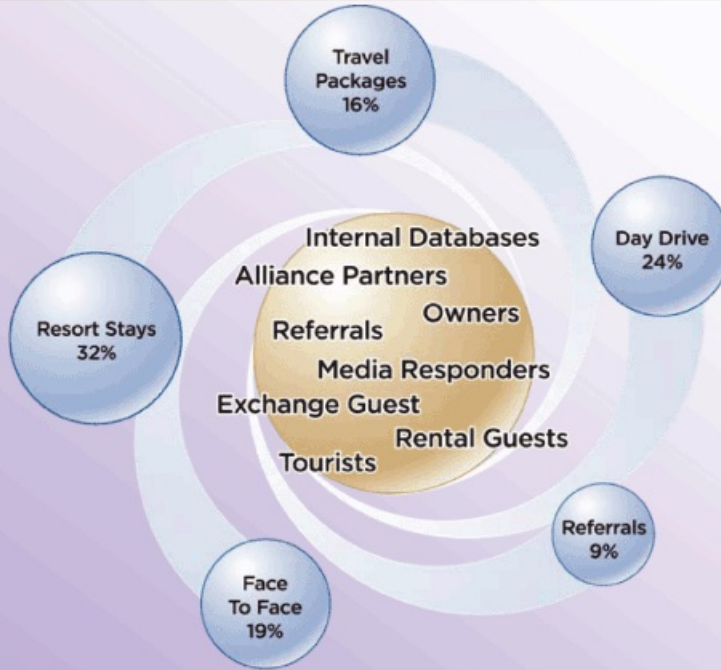 Travel
Packages
16%
Day Drive
24%
Internal Databases
Alliance Partners
Owners
Referrals
Media Responders
Exchange Guest
Rental Guests
Tourists
Resort Stays
32%
Referrals
9%
Face
To Face
19%